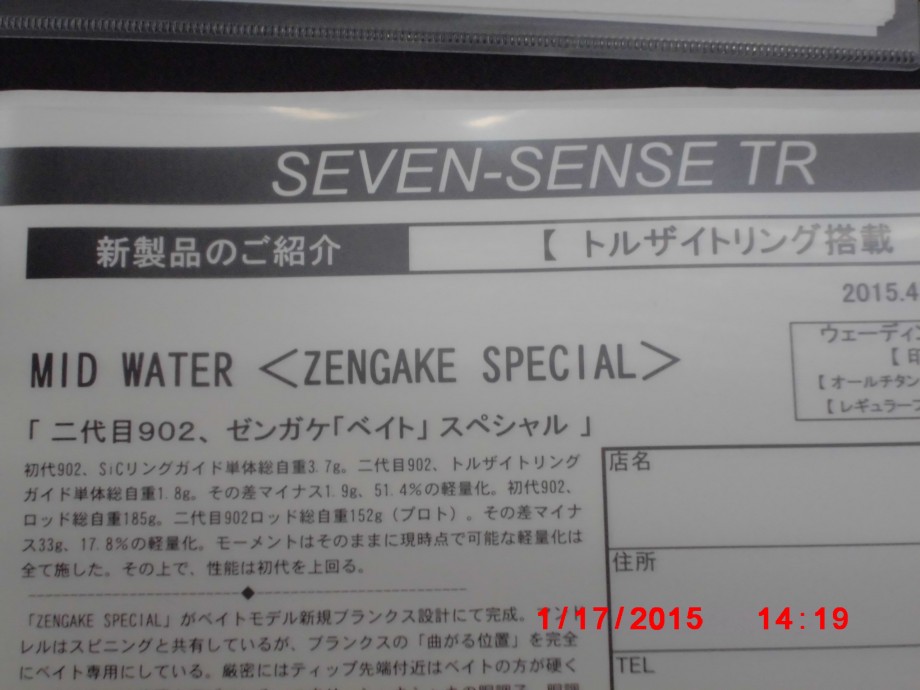 SEVEN-SENSE TR
新製品のご紹介
【 トルザイトリング搭載
2015.4
MID WATER ＜ZENGAKE SPECIAL＞
ウェーディ
【 印
【 オールチタン
【 レギュラー
「 二代目902、ゼンガケ「ベイト」スペシャル 」
初代902、SiCリングガイド単体総自重3.7g。二代目902、トルザイトリング
ガイド単体総自重1.8g。その差マイナス1.9g、51.4%の軽量化。初代902、
ロッド総自重185g。二代目902ロッド総自重152g（プロト）。その差マイナ
ス33g、17.8%の軽量化。モーメントはそのままに現時点で可能な軽量化は
全て施した。その上で、性能は初代を上回る。
店名
住所
TEL
「ZENGAKE SPECIAL」がベイトモデル新規ブランクス設計にて完成。
レルはスピニングと共有しているが、ブランクスの「曲がる位置」を完全
にベイト専用にしている。厳密にはティップ先端付近はベイトの方が硬く
1/17/2015 14:19